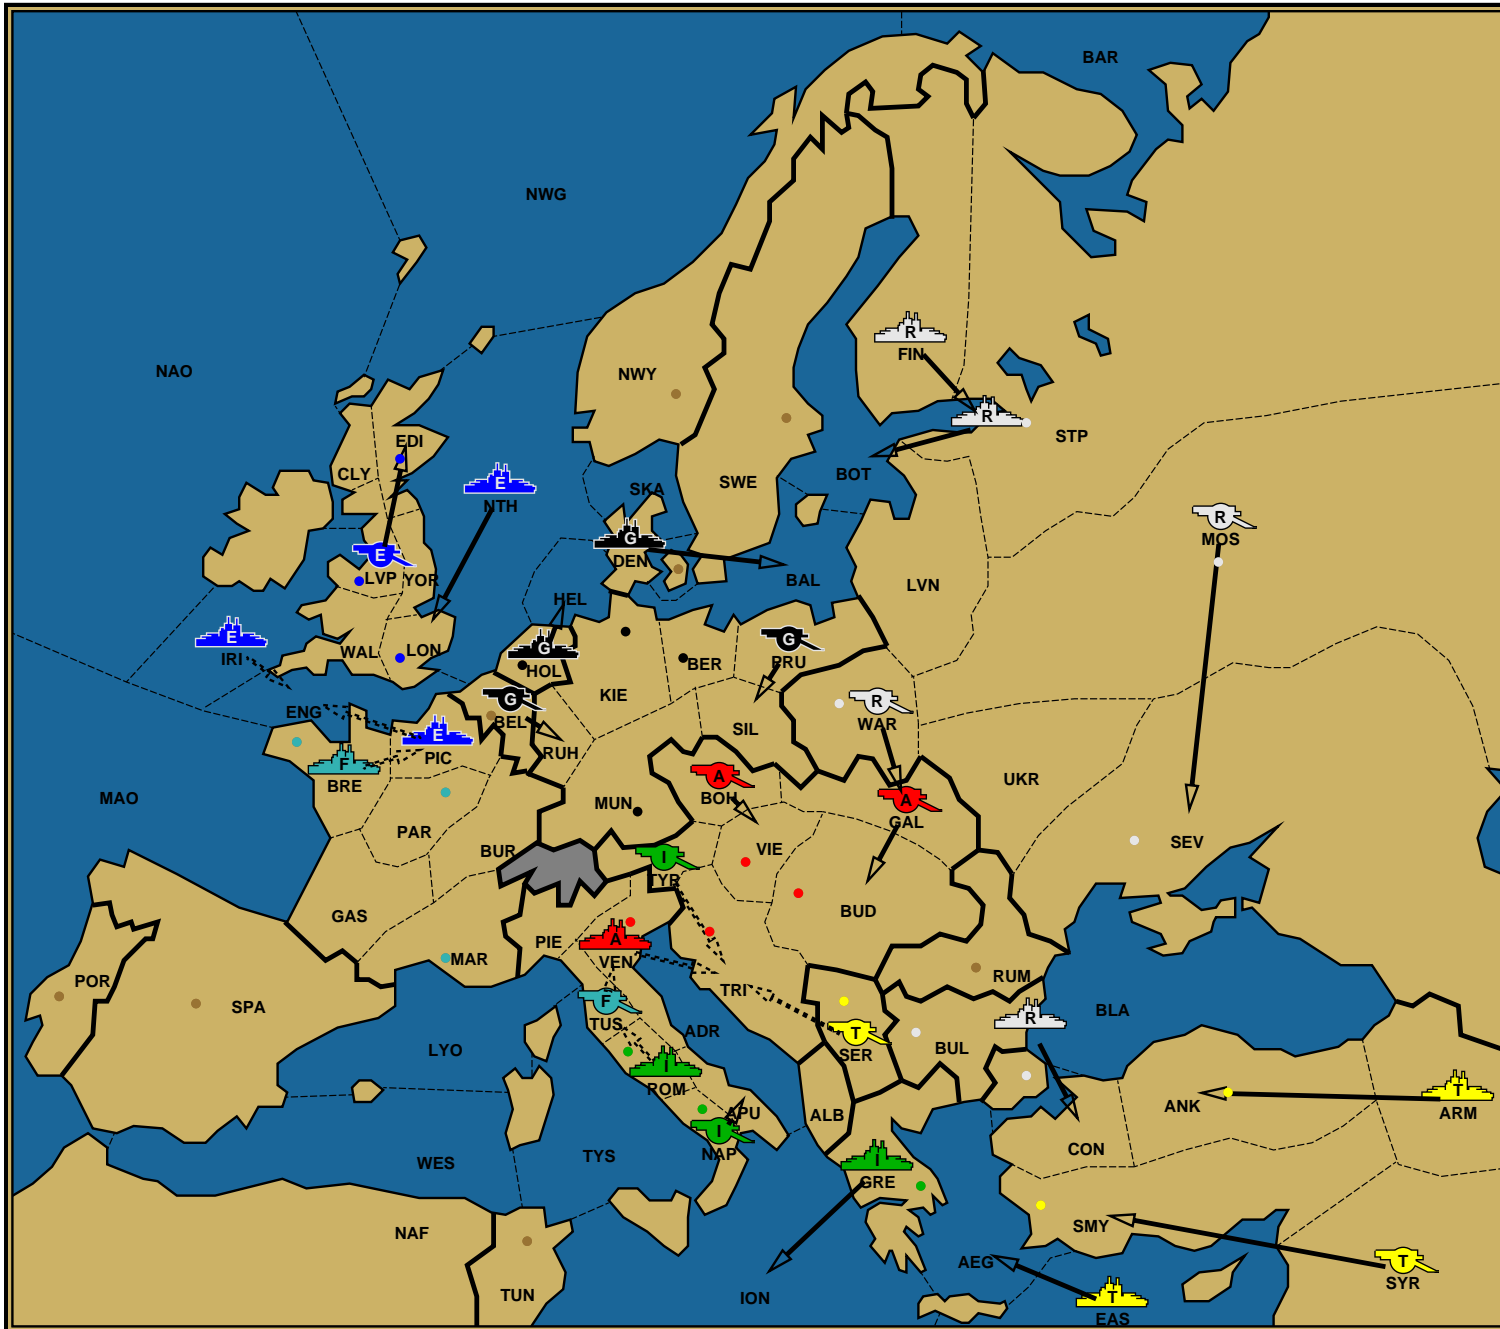 BAR
NWG
NAO
R
FIN
NWY
EDI
R
STP
CLY
E
NTH
SKA
SWE
BOT
R
MOS
G
DEN
E
LVP
YOR
BAL
LVN
HEL
E
IRI
WAL
LON
G
HOL
KIE
BER
G
PRU
ENG
G
BEL
R
WAR
E
PIC
SIL
RUH
F
BRE
A
BOH
UKR
MAO
MUN
A
GAL
PAR
SEV
BUR
I
TYR
VIE
GAS
BUD
PIE
A
VEN
MAR
POR
SPA
TRI
RUM
F
TUS
R
BLA
ADR
T
SER
BUL
LYO
I
ROM
T
ARM
ANK
APU
ALB
I
NAP
CON
WES
TYS
I
GRE
NAF
SMY
AEG
T
SYR
TUN
ION
T
EAS